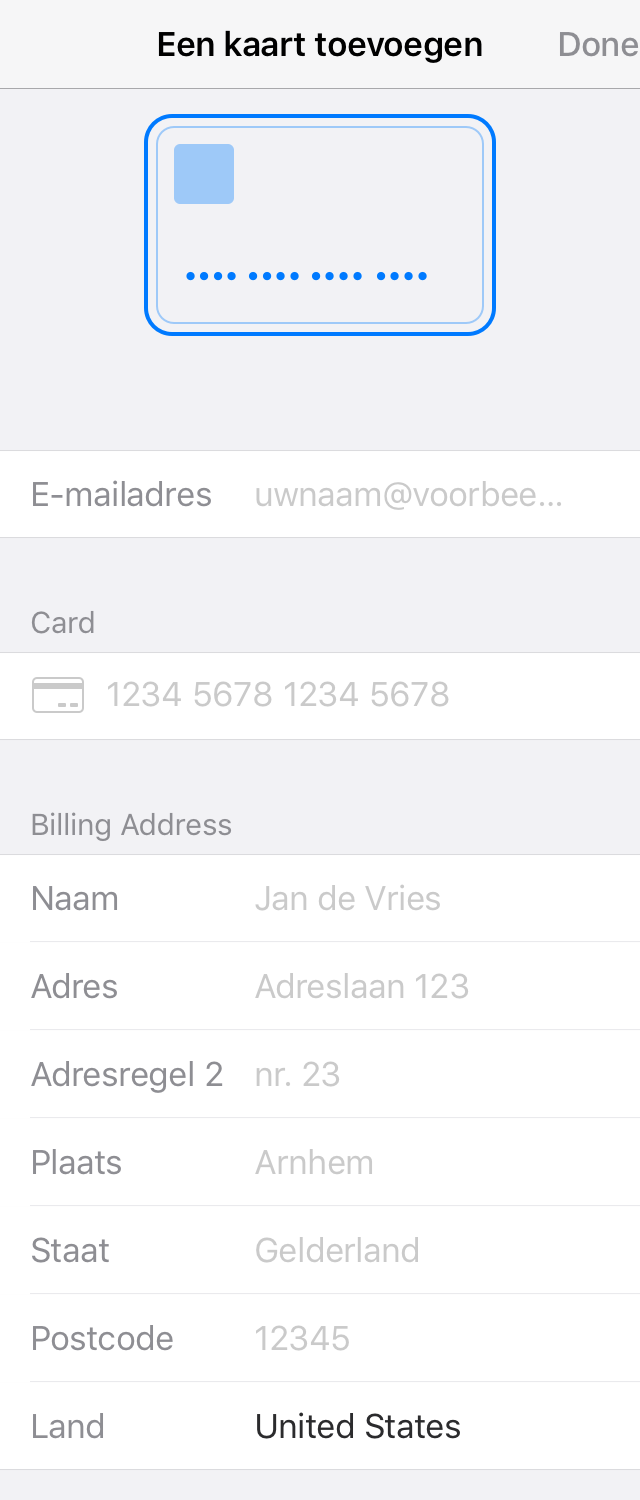 Een kaart toevoegen Done
•••• •••• •••• ••••
E-mailadres uwnaam@voorbee...
Card
1234 5678 1234 5678
Billing Address
Naam Jan de Vries
Adres Adreslaan 123
Adresregel 2 nr. 23
Plaats Arnhem
Staat Gelderland
Postcode 12345
Land United States